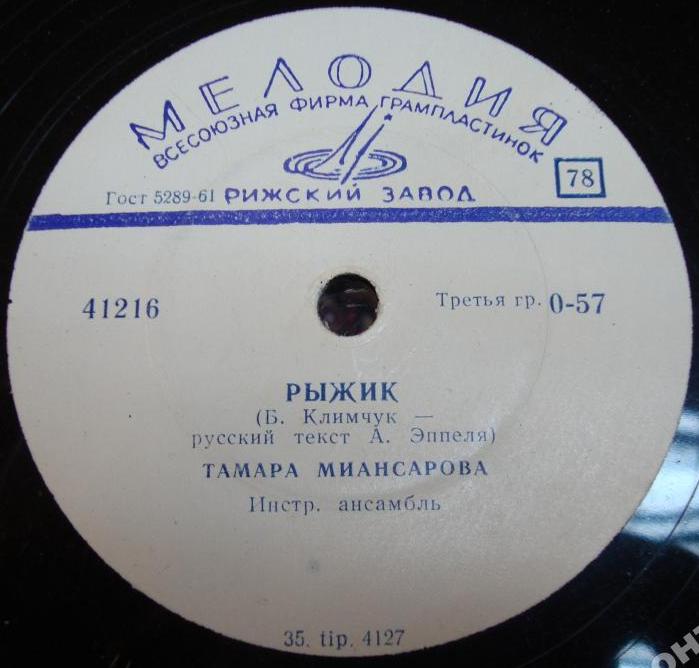 МЕЛОДИЯ
ВСЕСОЮЗНАЯ ФИРМА ГРАМПЛАСТИНОК
Гост 5289-61 РИЖСКИЙ ЗАВОД 78
41216 Третья гр. 0-57
РЫЖИК
(Б. Климчук —
русский текст А. Эппеля)
ТАМАРА МИАНСАРОВА
Инстр. ансамбль
35. tip. 4127